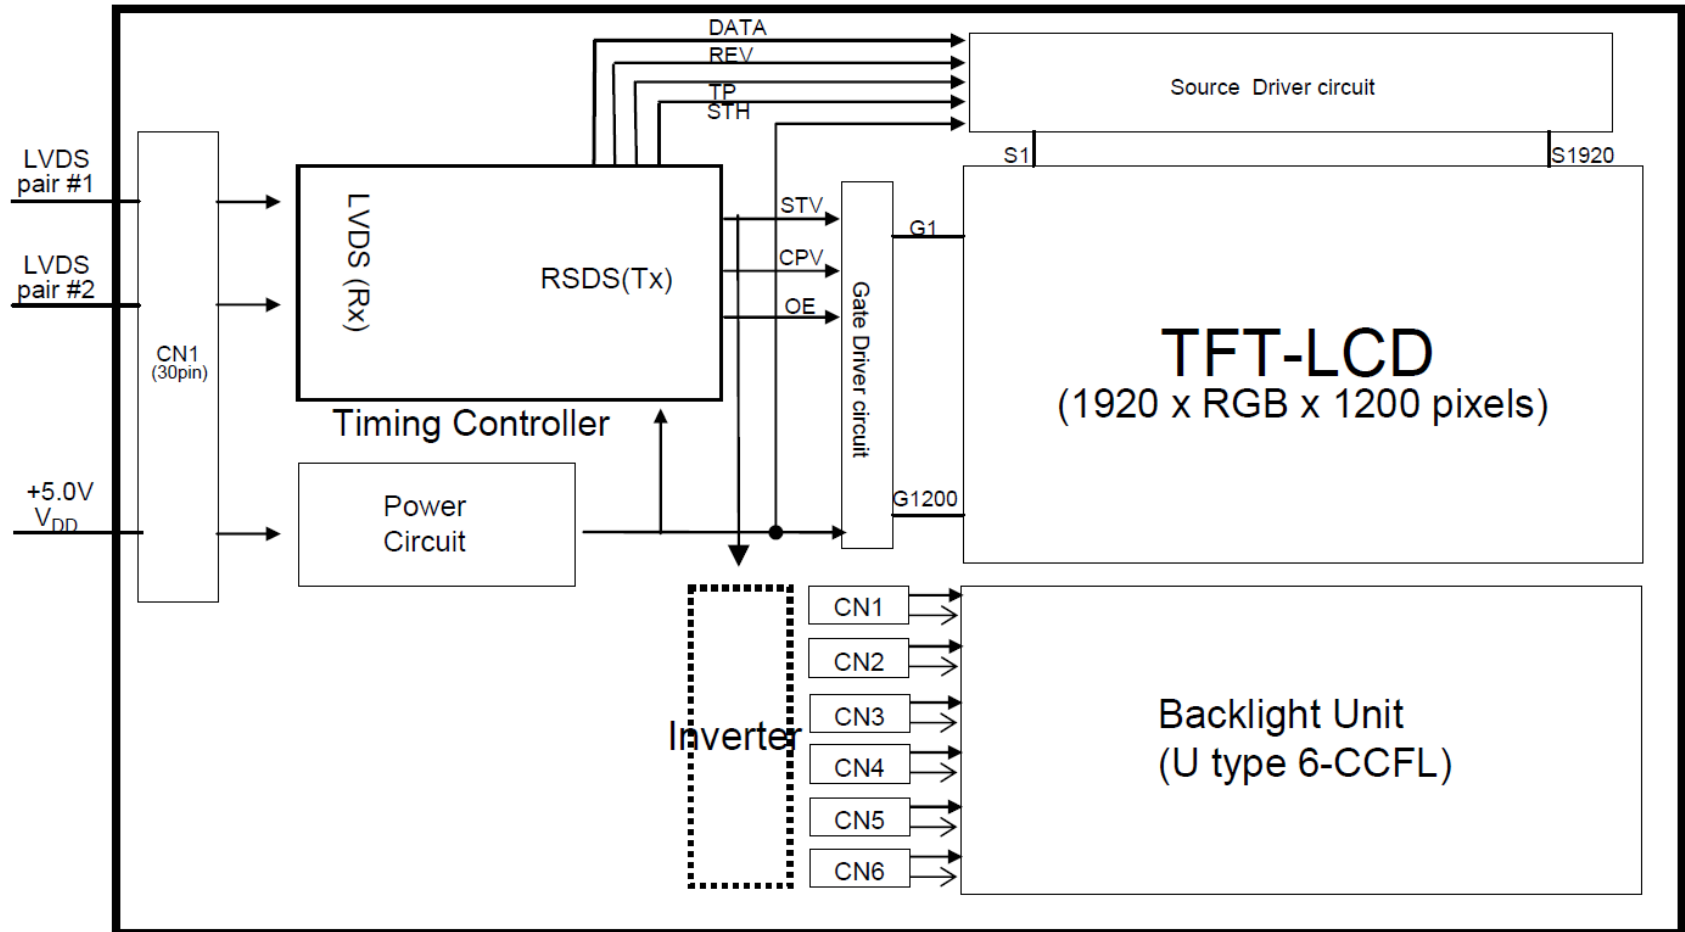 DATA
REV
TP
STH
Source Driver circuit
S1
S1920
LVDS
pair #1
LVDS
pair #2
CN1
(30pin)
+5.0V
VDD
LVDS (Rx)
RSDS(Tx)
Timing Controller
STV
CPV
OE
Gate Driver circuit
G1
G1200
TFT-LCD
(1920 x RGB x 1200 pixels)
Power
Circuit
Inverter
CN1
CN2
CN3
CN4
CN5
CN6
Backlight Unit
(U type 6-CCFL)